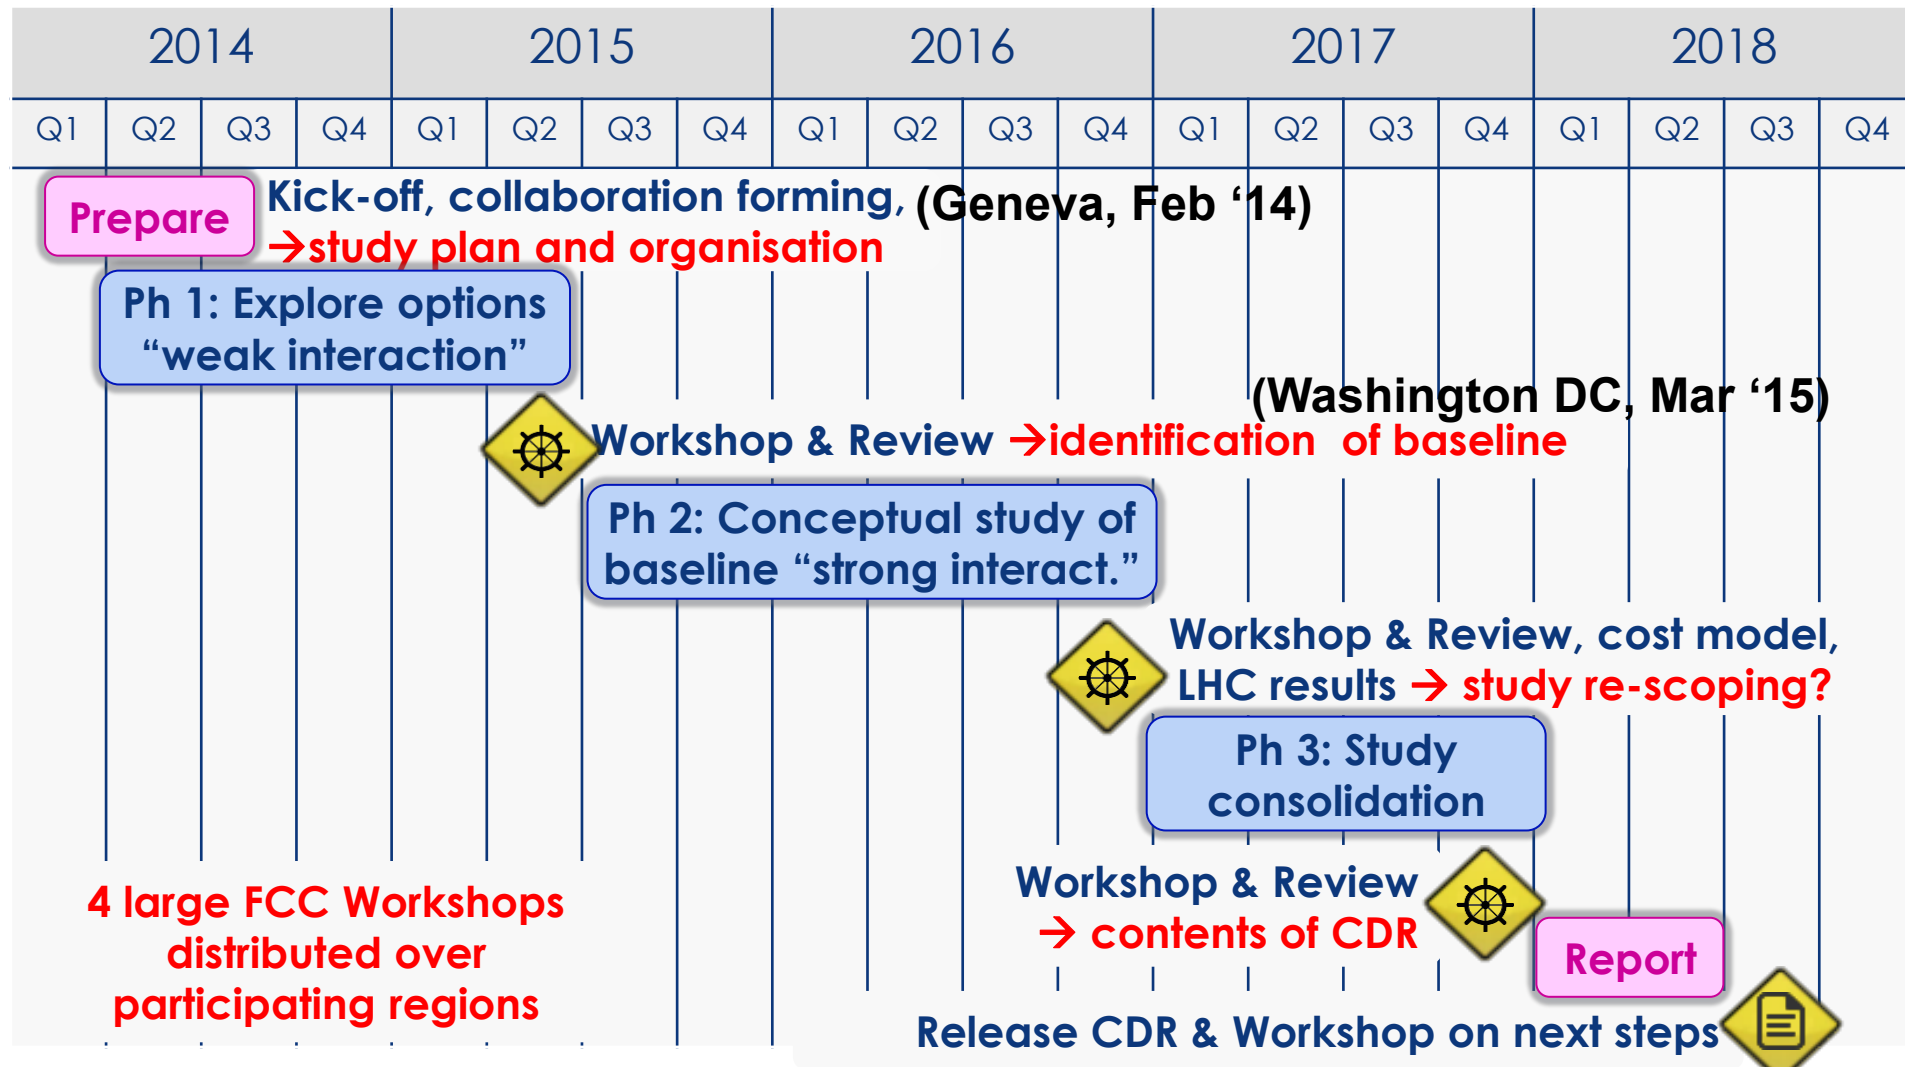 2014 2015 2016 2017 2018
Q1 Q2 Q3 Q4 Q1 Q2 Q3 Q4 Q1 Q2 Q3 Q4 Q1 Q2 Q3 Q4 Q1 Q2 Q3 Q4
Prepare
Kick-off, collaboration forming,
→study plan and organisation
(Geneva, Feb ‘14)
Ph 1: Explore options
“weak interaction”
(Washington DC, Mar ‘15)
Workshop & Review →identification of baseline
Ph 2: Conceptual study of
baseline “strong interact.”
Workshop & Review, cost model,
LHC results → study re-scoping?
Ph 3: Study
consolidation
4 large FCC Workshops
distributed over
participating regions
Workshop & Review
→ contents of CDR
Report
Release CDR & Workshop on next steps